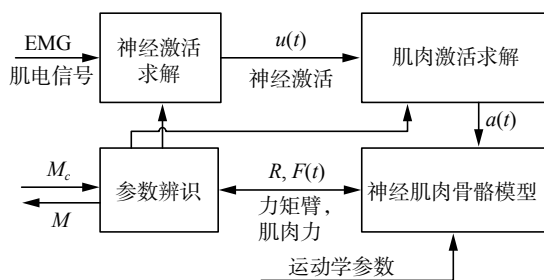 EMG
肌电信号
神经激活
求解
u(t)
神经激活
肌肉激活求解
a(t)
M_c
M
参数辨识
R, F(t)
力矩臂，
肌肉力
神经肌肉骨骼模型
运动学参数